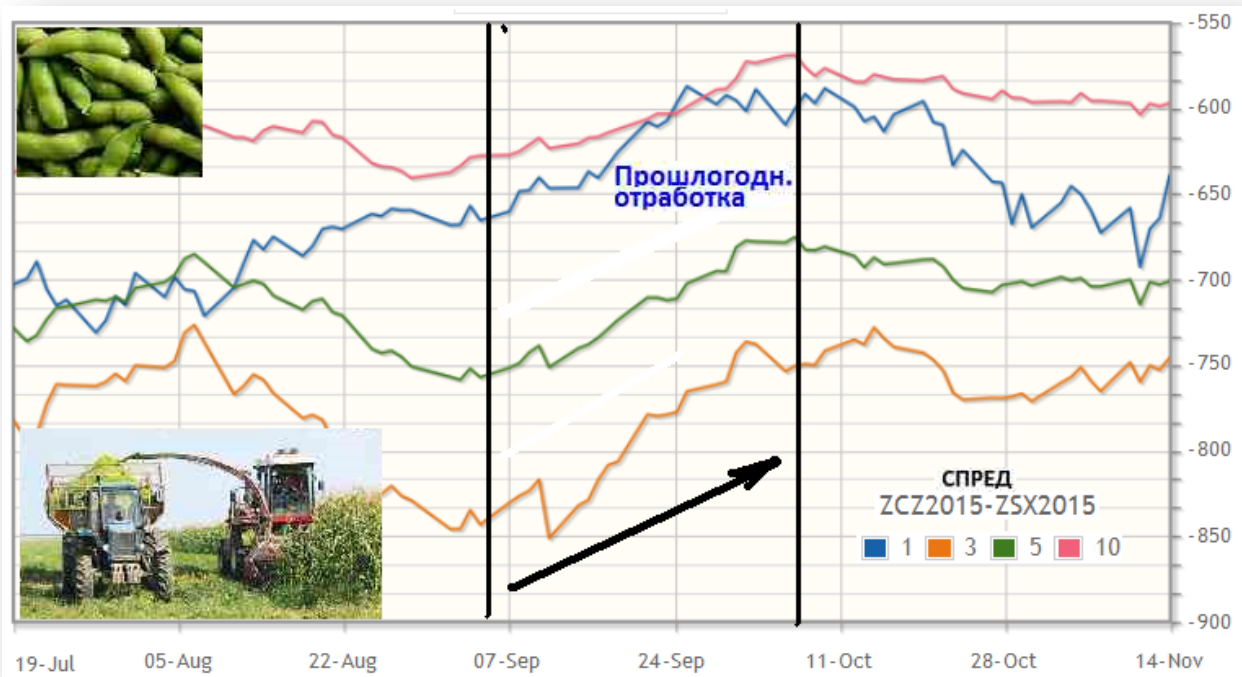 -550
-600
Прошлогодн.
отработка
-650
-700
-750
-800
СПРЕД
ZCZ2015-ZSX2015
1 3 5 10
-850
-900
19-Jul 05-Aug 22-Aug 07-Sep 24-Sep 11-Oct 28-Oct 14-Nov